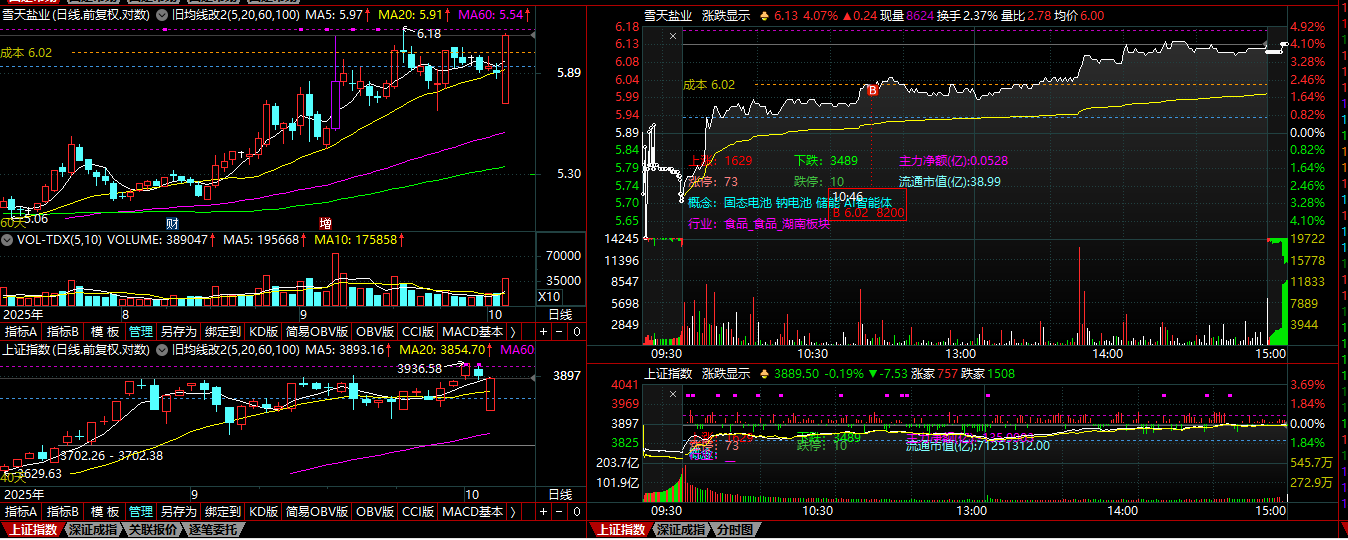 雪天盐业(日线,前复权,对数) 旧均线改2(5,20,60,100) MA5: 5.97↑ MA20: 5.91↑ MA60: 5.54↑
6.18
成本 6.02
5.89
5.30
5.06
60天
财
增
VOL-TDX(5,10) VOLUME: 389047↑ MA5: 195668↑ MA10: 175858↑
70000
35000
X10
2025年 8 9 10 日线
指标A 指标B 模 板 管理 另存为 绑定到 KD版 简易OBV版 OBV版 CCI版 MACD基本 》 + − 0
上证指数(日线,前复权,对数) 旧均线改2(5,20,60,100) MA5: 3893.16↑ MA20: 3854.70↑ MA60
3936.58
3897
3702.26 - 3702.38
3629.63
40天
2025年 9 10 日线
指标A 指标B 模 板 管理 另存为 绑定到 KD版 简易OBV版 OBV版 CCI版 MACD基本 》 + − 0
上证指数 深证成指 关联报价 逐笔委托
雪天盐业 涨跌显示 6.13 4.07% ▲0.24 现量 8624 换手 2.37% 量比 2.78 均价 6.00
6.18 4.92%
6.13 4.10%
6.08 3.28%
6.04 2.46%
5.99 1.64%
5.94 0.82%
5.89 0.00%
5.84 0.82%
5.79 1.64%
5.74 2.46%
5.70 3.28%
5.65 4.10%
14245 19722
11396 15778
8547 11833
5698 7889
2849 3944
成本 6.02
B
上涨: 1629 下跌: 3489 主力净额(亿):0.0528
涨停: 73 跌停: 10 流通市值(亿):38.99
概念: 固态电池 钠电池 储能 AI智能体
行业: 食品_食品_湖南板块
10:46
B 6.02 8200
09:30 10:30 13:00 14:00 15:00
上证指数 涨跌显示 3889.50 -0.19% ▼-7.53 涨家 757 跌家 1508
4041 3.69%
3969 1.84%
3897 0.00%
3825 1.84%
203.7亿 5457万
101.9亿 272.9万
下跌: 3489
73 跌停: 10 流通市值(亿):71251312.00
概念:
09:30 10:30 13:00 14:00 15:00
上证指数 深证成指 分时图